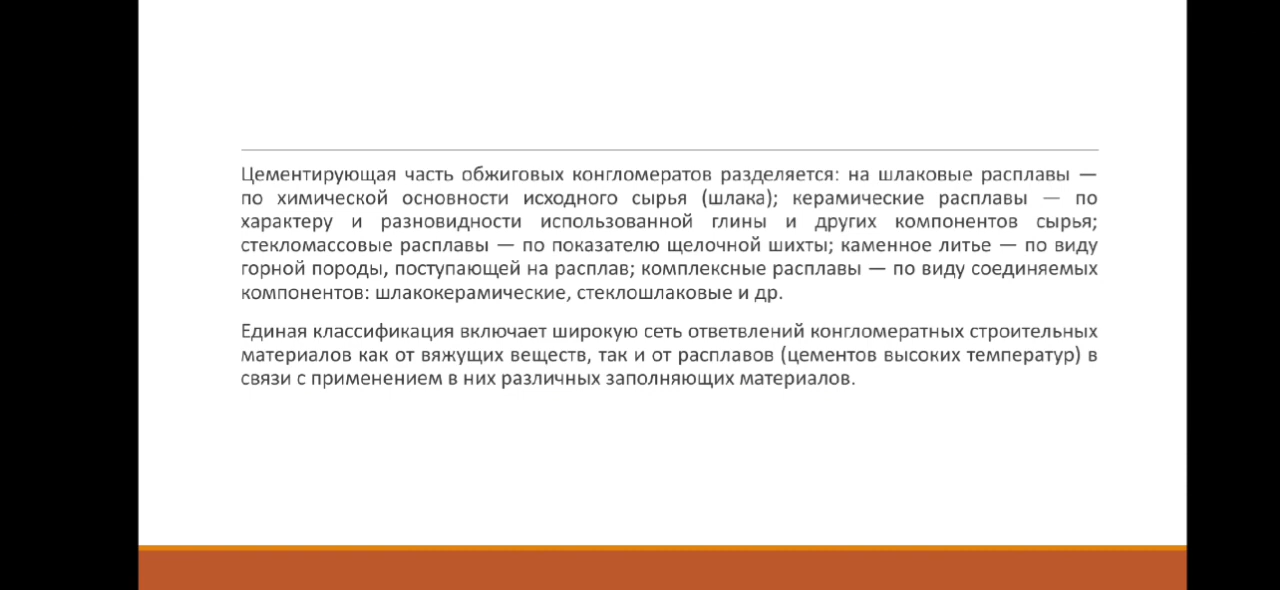 Цементирующая часть обжиговых конгломератов разделяется: на шлаковые расплавы —
по химической основности исходного сырья (шлака); керамические расплавы — по
характеру и разновидности использованной глины и других компонентов сырья;
стекломассовые расплавы — по показателю щелочной шихты; каменное литье — по виду
горной породы, поступающей на расплав; комплексные расплавы — по виду соединяемых
компонентов: шлакокерамические, стеклошлаковые и др.
Единая классификация включает широкую сеть ответвлений конгломератных строительных
материалов как от вяжущих веществ, так и от расплавов (цементов высоких температур) в
связи с применением в них различных заполняющих материалов.